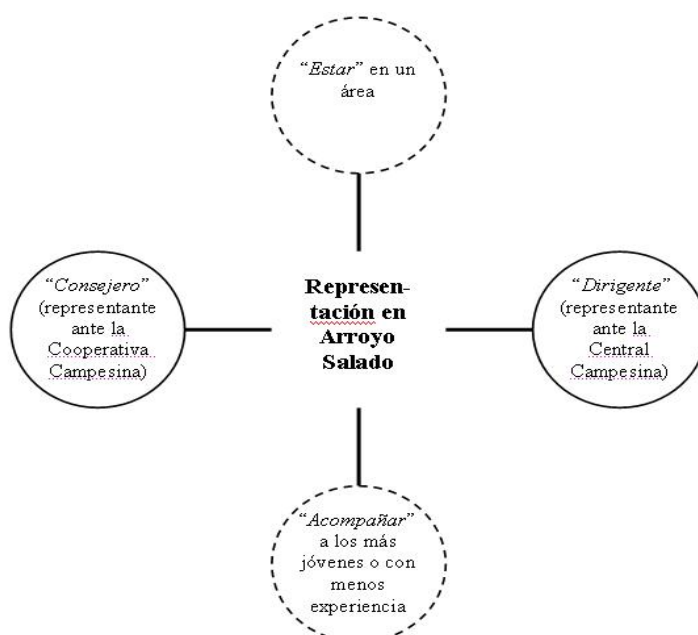 “Estar” en un
área
“Consejero”
(representante
ante la
Cooperativa
Campesina)
Represen-
tación en
Arroyo
Salado
“Dirigente”
(representante
ante la
Central
Campesina)
“Acompañar”
a los más
jóvenes o con
menos
experiencia